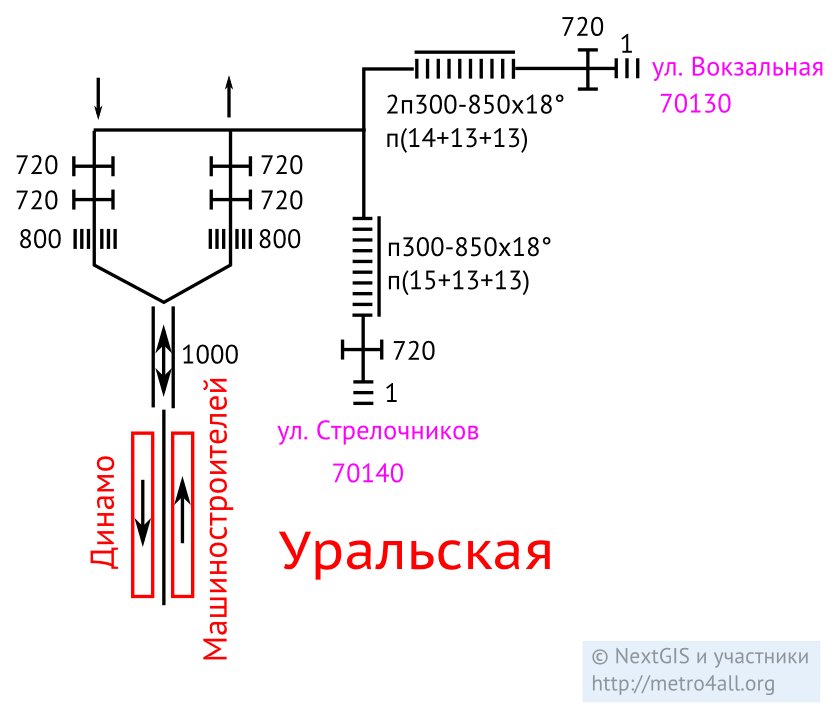 720
1
ул. Вокзальная
70130
2п300-850х18°
п(14+13+13)
720
720
720
720
800
800
п300-850х18°
п(15+13+13)
720
1000
1
ул. Стрелочников
70140
Динамо
Машиностроителей
Уральская
© NextGIS и участники
http://metro4all.org